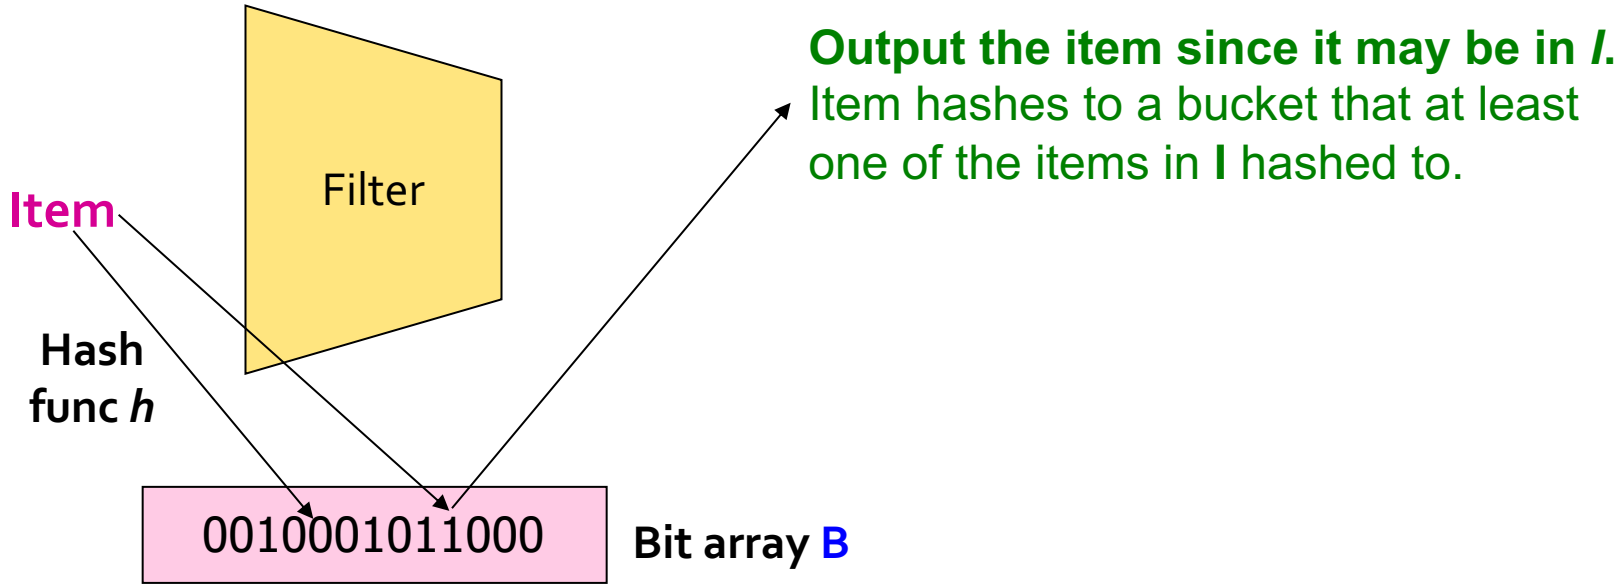 Output the item since it may be in I.
Item hashes to a bucket that at least
one of the items in I hashed to.
Filter
Item
Hash
func h
0010001011000
Bit array B